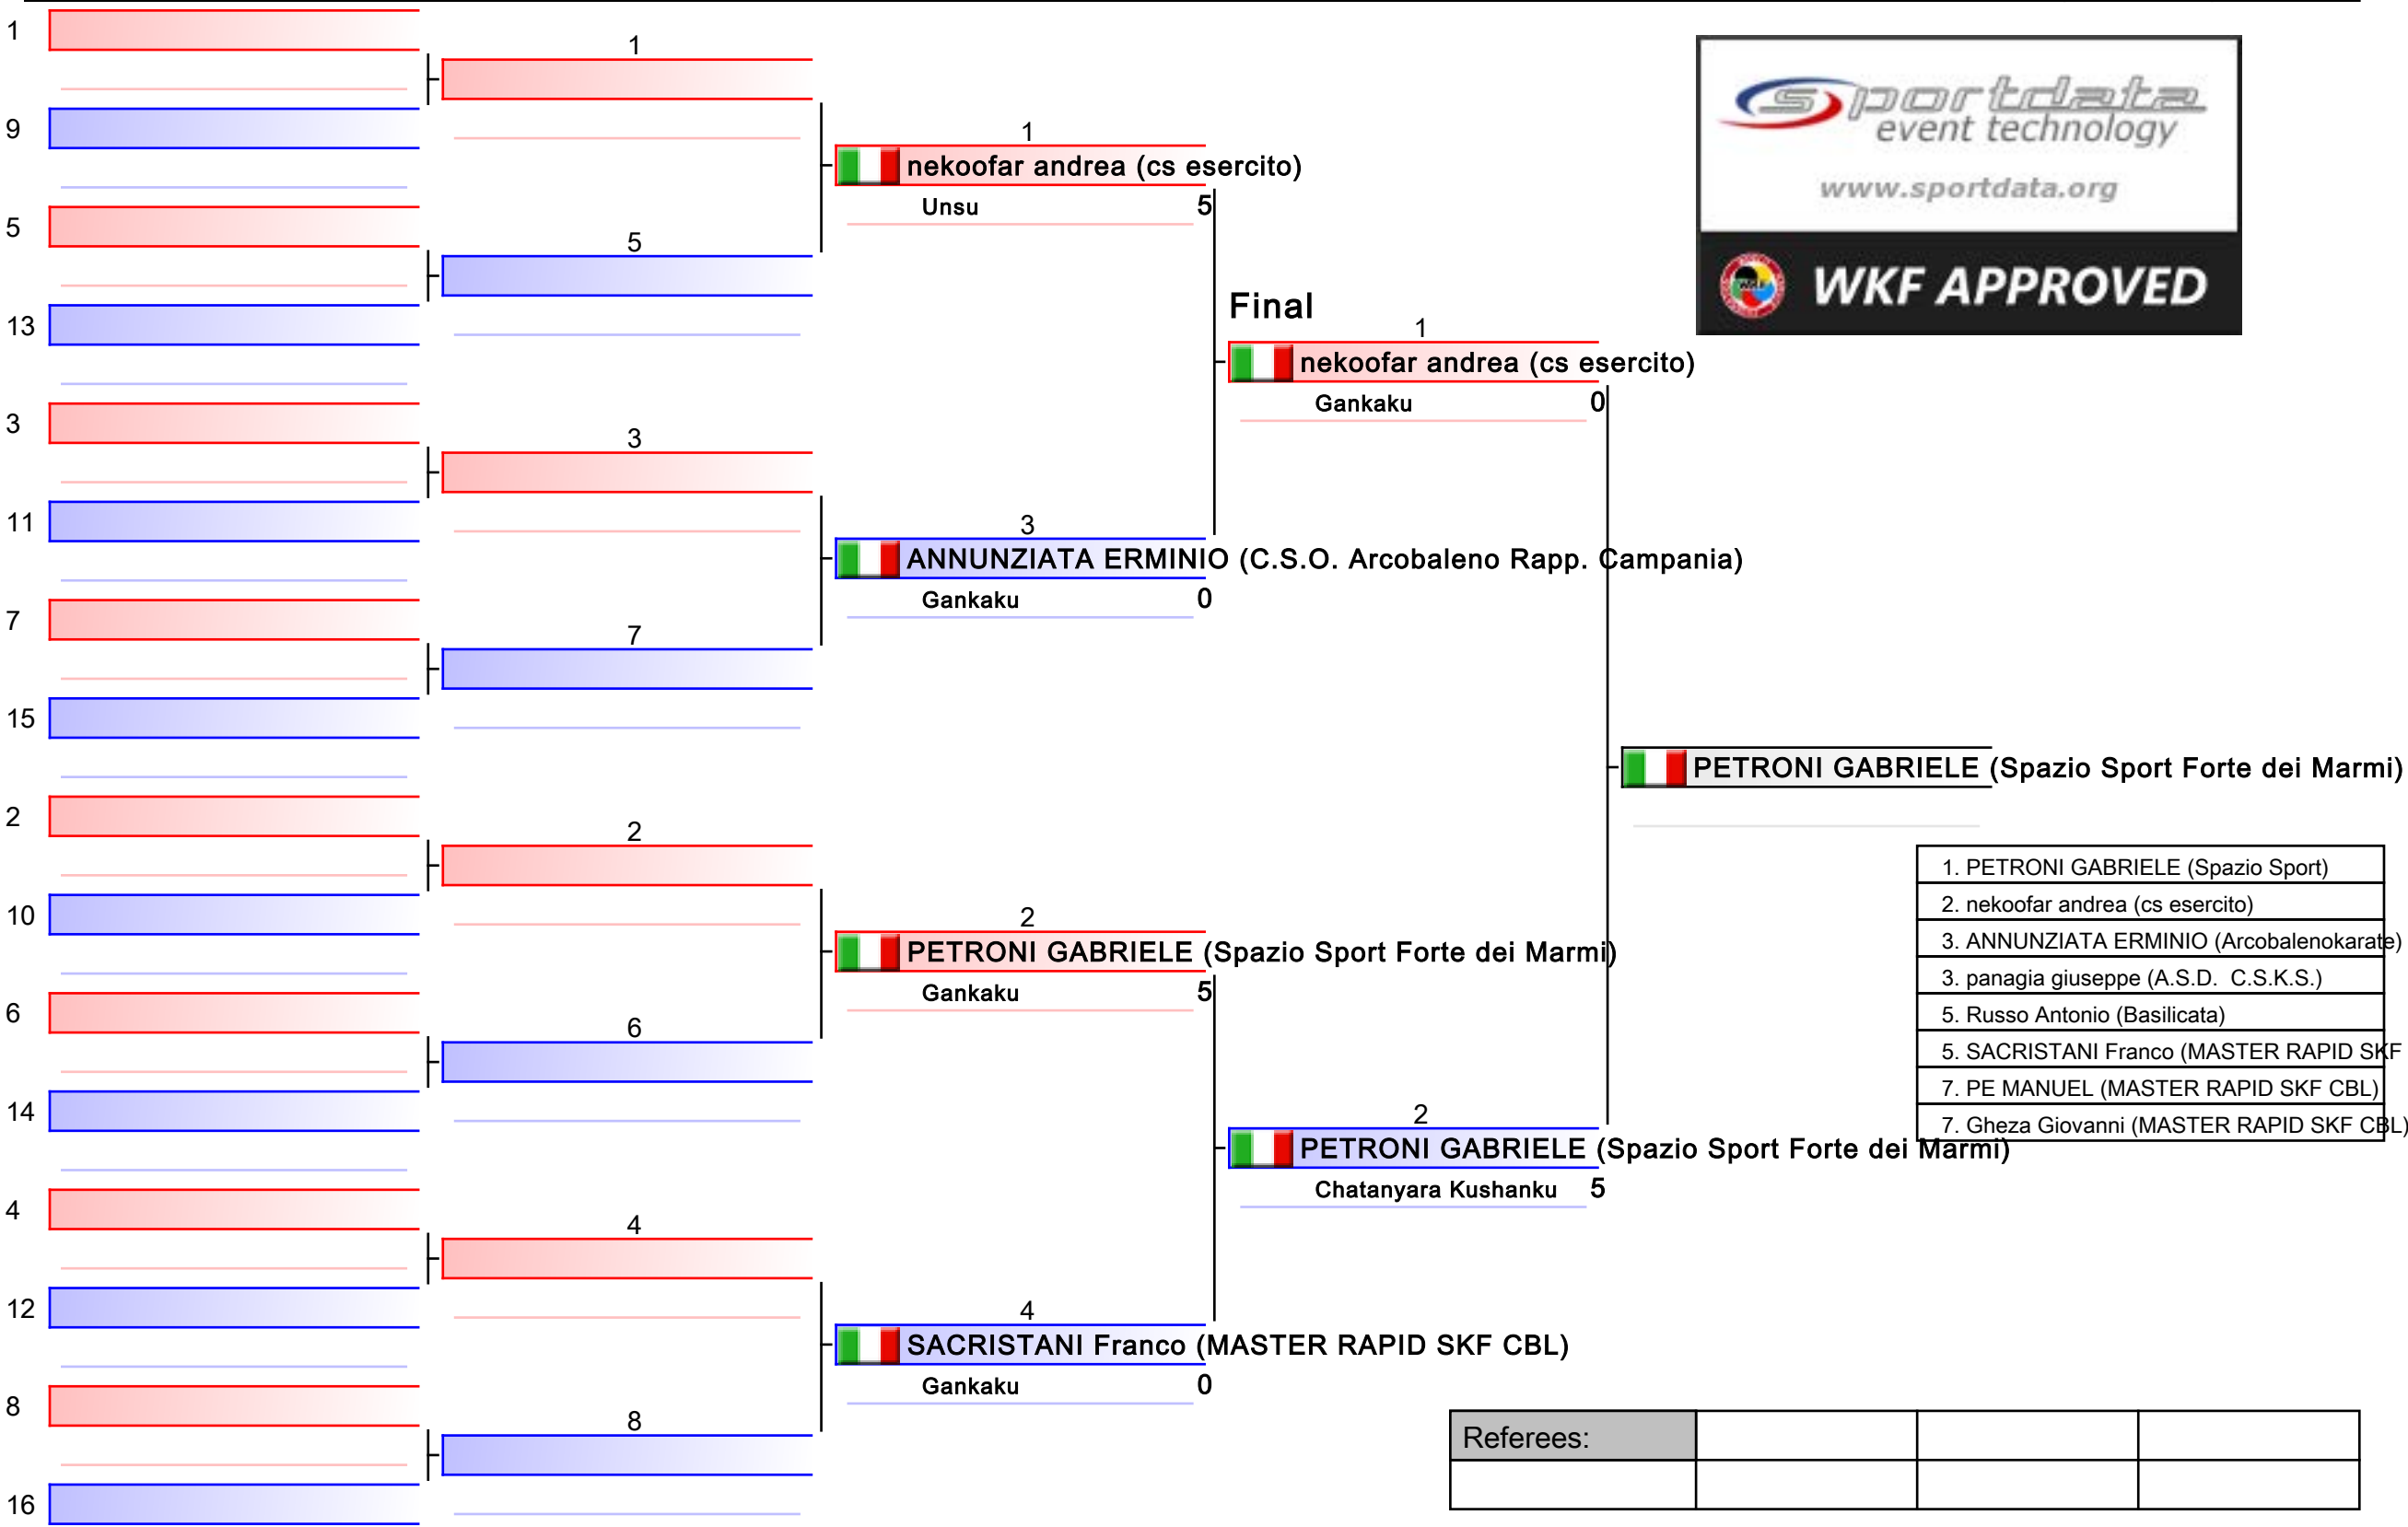 1
9
5
13
3
11
7
15
2
10
6
14
4
12
8
16
1
5
3
7
2
6
4
8
1
nekoofar andrea (cs esercito)
Unsu 5
3
ANNUNZIATA ERMINIO (C.S.O. Arcobaleno Rapp. Campania)
Gankaku 0
2
PETRONI GABRIELE (Spazio Sport Forte dei Marmi)
Gankaku 5
4
SACRISTANI Franco (MASTER RAPID SKF CBL)
Gankaku 0
Final
1
nekoofar andrea (cs esercito)
Gankaku 0
2
PETRONI GABRIELE (Spazio Sport Forte dei Marmi)
Chatanyara Kushanku 5
PETRONI GABRIELE (Spazio Sport Forte dei Marmi)
sportdata
event technology
www.sportdata.org
WKF
WKF APPROVED
1. PETRONI GABRIELE (Spazio Sport)
2. nekoofar andrea (cs esercito)
3. ANNUNZIATA ERMINIO (Arcobalenokarate)
3. panagia giuseppe (A.S.D. C.S.K.S.)
5. Russo Antonio (Basilicata)
5. SACRISTANI Franco (MASTER RAPID SKF
7. PE MANUEL (MASTER RAPID SKF CBL)
7. Gheza Giovanni (MASTER RAPID SKF CBL)
Referees: